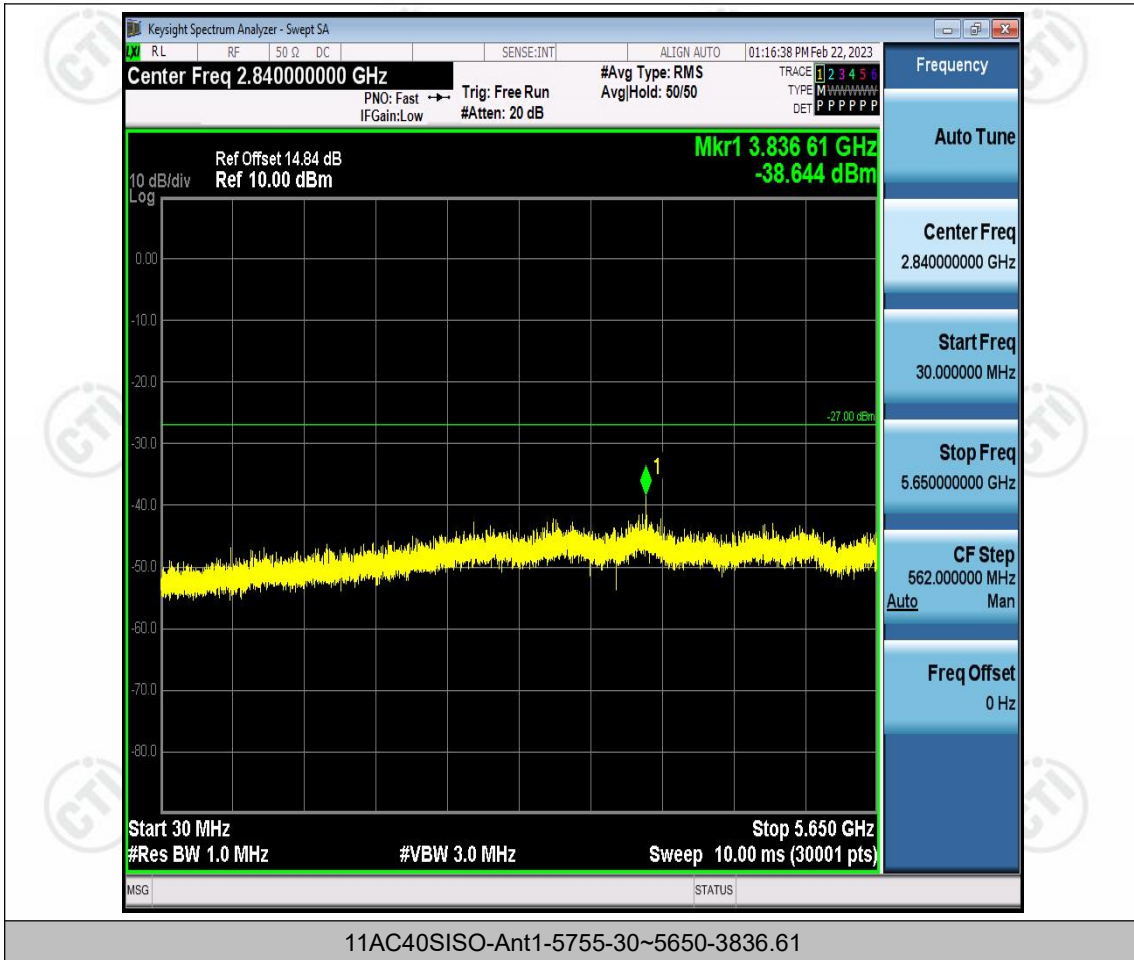 Keysight Spectrum Analyzer - Swept SA
LXI RL RF 50 Ω DC SENSE:INT ALIGN AUTO 01:16:38 PM Feb 22, 2023
Center Freq 2.840000000 GHz
PNO: Fast
IFGain:Low
Trig: Free Run
#Atten: 20 dB
#Avg Type: RMS
Avg|Hold: 50/50
TRACE 1 2 3 4 5 6
TYPE M WWWWW
DET P P P P P P
Frequency
Mkr1 3.836 61 GHz
-38.644 dBm
Ref Offset 14.84 dB
10 dB/div Ref 10.00 dBm
Log
0.00
-10.0
-20.0
-27.00 dBm
-30.0
1
-40.0
-50.0
-60.0
-70.0
-80.0
Start 30 MHz Stop 5.650 GHz
#Res BW 1.0 MHz #VBW 3.0 MHz Sweep 10.00 ms (30001 pts)
MSG STATUS
Auto Tune
Center Freq
2.840000000 GHz
Start Freq
30.000000 MHz
Stop Freq
5.650000000 GHz
CF Step
562.000000 MHz
Auto Man
Freq Offset
0 Hz
CTI
CTI
CTI
CTI
CTI
CTI
11AC40SISO-Ant1-5755-30~5650-3836.61